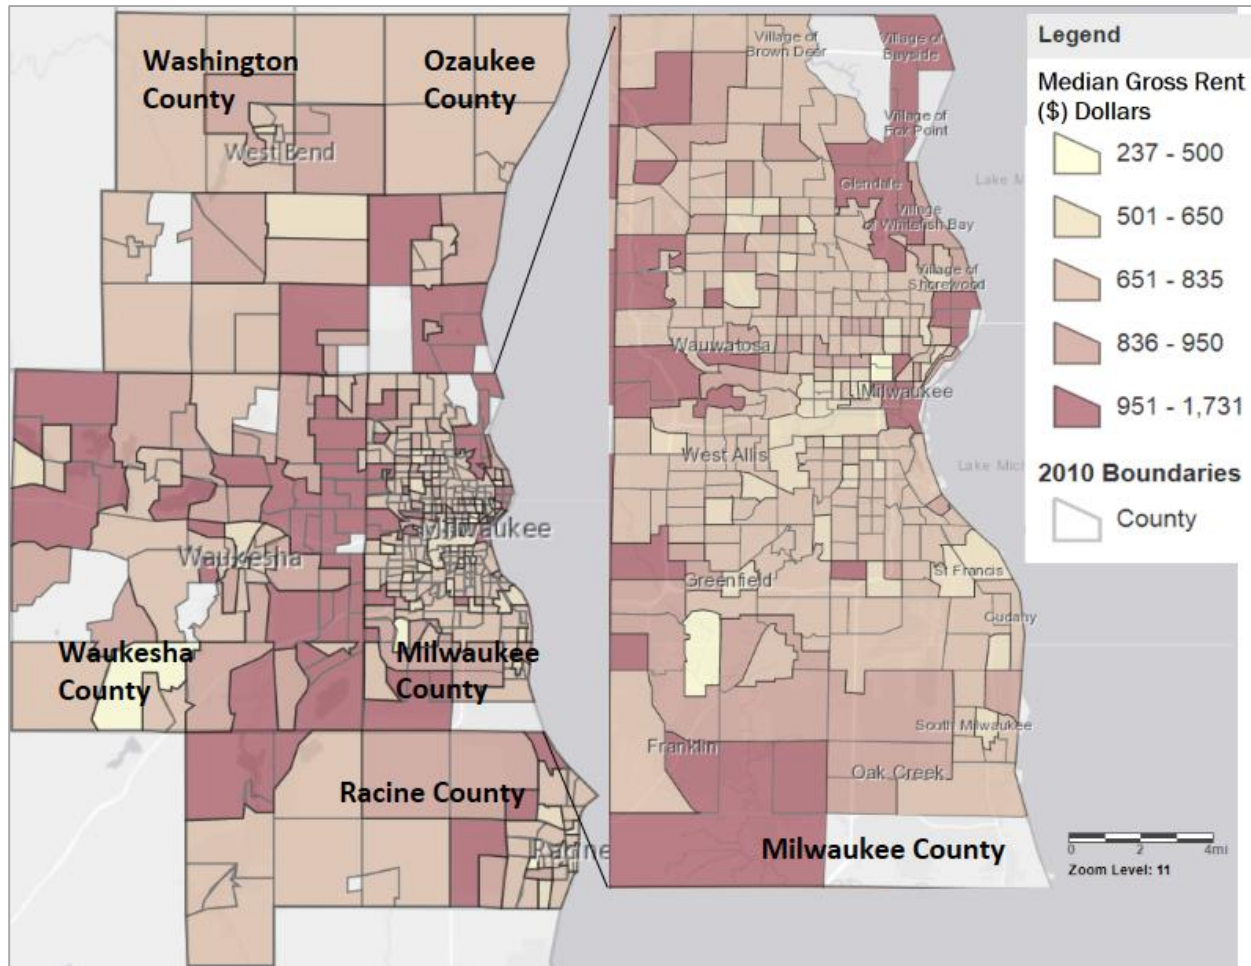 Washington
County
Ozaukee
County
West Bend
Waukesha
Milwaukee
Waukesha
County
Milwaukee
County
Racine County
Racine
Village of
Brown Deer
Village of
Bayside
Village of
Fox Point
Lake M
Glendale
Village
of Whitefish Bay
Village of
Shorewood
Wauwatosa
Milwaukee
West Allis
Lake Mich
Greenfield
St Francis
Cudahy
South Milwaukee
Franklin
Oak Creek
Milwaukee County
Legend
Median Gross Rent
($) Dollars
237 - 500
501 - 650
651 - 835
836 - 950
951 - 1,731
2010 Boundaries
County
0 2 4mi
Zoom Level: 11